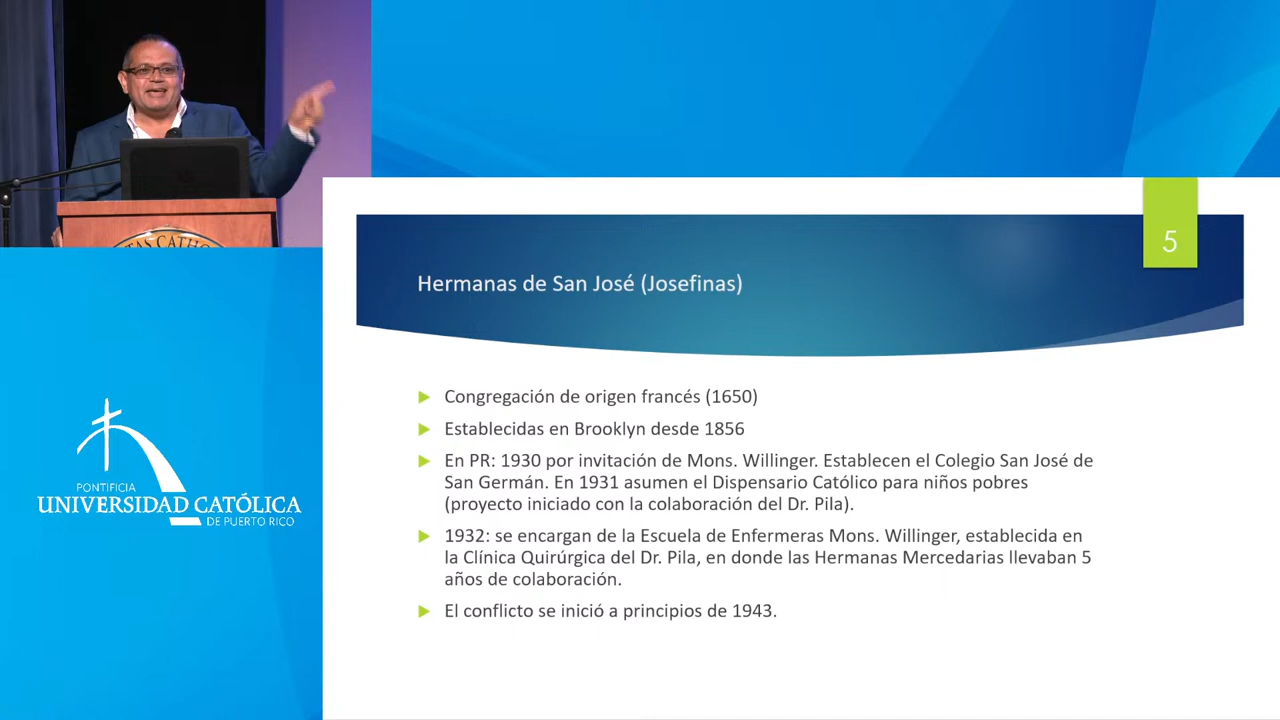 TAS CATHO
5
Hermanas de San José (Josefinas)
Congregación de origen francés (1650)
Establecidas en Brooklyn desde 1856
En PR: 1930 por invitación de Mons. Willinger. Establecen el Colegio San José de
San Germán. En 1931 asumen el Dispensario Católico para niños pobres
(proyecto iniciado con la colaboración del Dr. Pila).
1932: se encargan de la Escuela de Enfermeras Mons. Willinger, establecida en
la Clínica Quirúrgica del Dr. Pila, en donde las Hermanas Mercedarias llevaban 5
años de colaboración.
El conflicto se inició a principios de 1943.
PONTIFICIA
UNIVERSIDAD CATÓLICA
DE PUERTO RICO